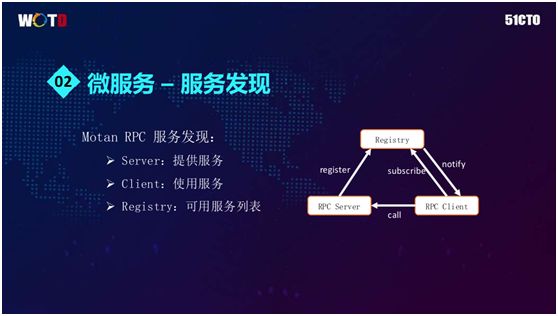 WOTD
51CTO
02
微服务 – 服务发现
Motan RPC 服务发现：
➢ Server：提供服务
➢ Client：使用服务
➢ Registry：可用服务列表
Registry
register
subscribe
notify
RPC Server
call
RPC Client